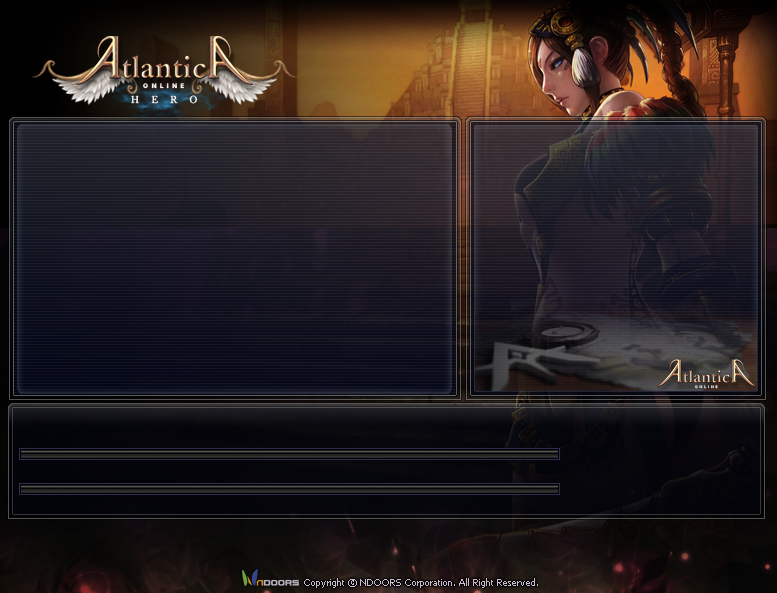 AtlanticA
ONLINE
HERO
AtlanticA
ONLINE
NDOORS Copyright © NDOORS Corporation. All Right Reserved.